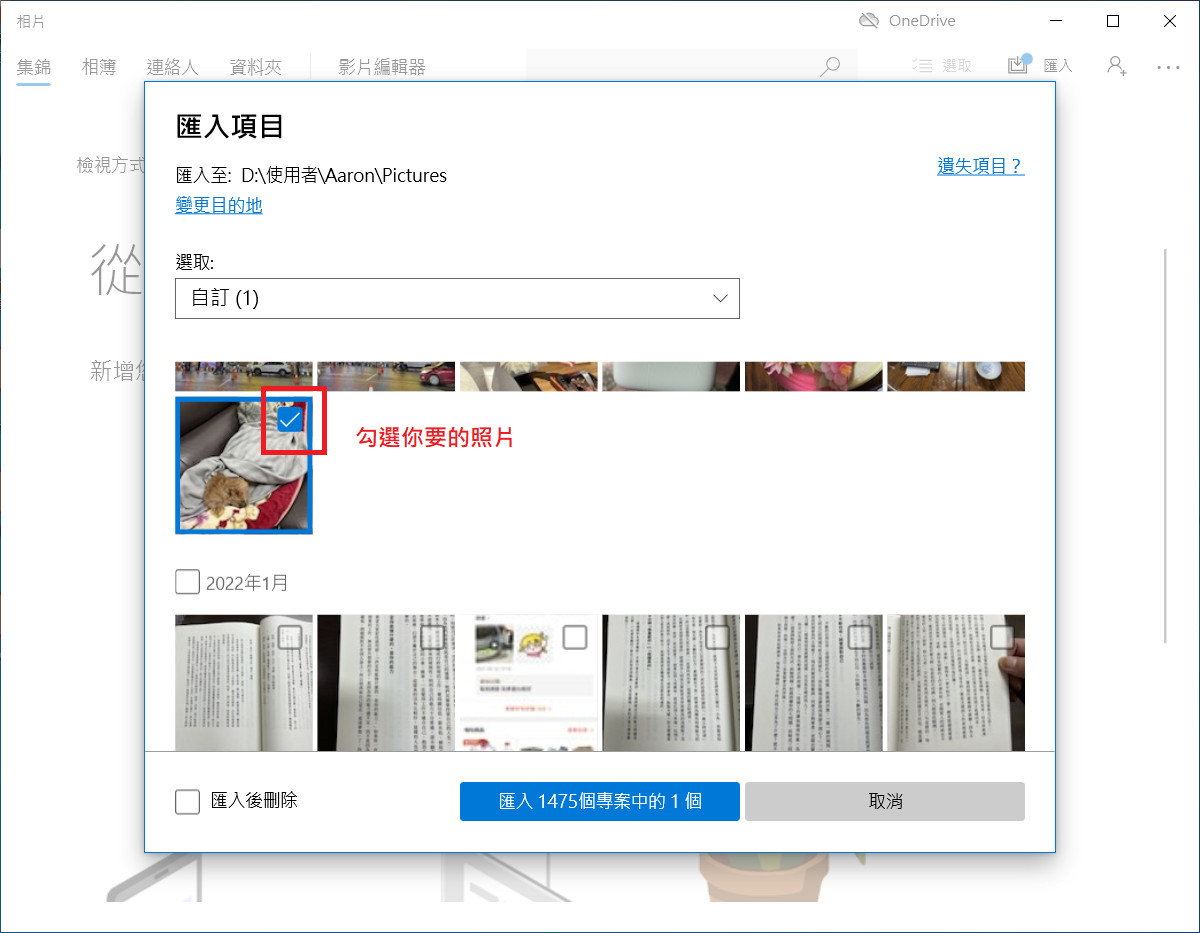 相片
OneDrive
集錦 相簿 連絡人 資料夾 影片編輯器
選取 匯入
匯入項目
檢視方式
匯入至: D:\使用者\Aaron\Pictures
遺失項目？
變更目的地
從
選取:
自訂 (1)
新增您
勾選你要的照片
2022年1月
匯入後刪除
匯入 1475個專案中的 1 個
取消